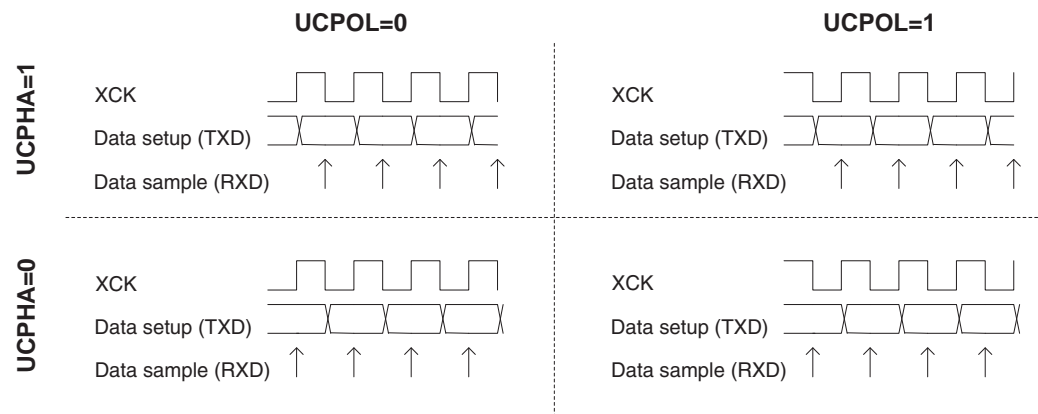 UCPOL=0
UCPOL=1
UCPHA=1
XCK
Data setup (TXD)
Data sample (RXD)
XCK
Data setup (TXD)
Data sample (RXD)
UCPHA=0
XCK
Data setup (TXD)
Data sample (RXD)
XCK
Data setup (TXD)
Data sample (RXD)